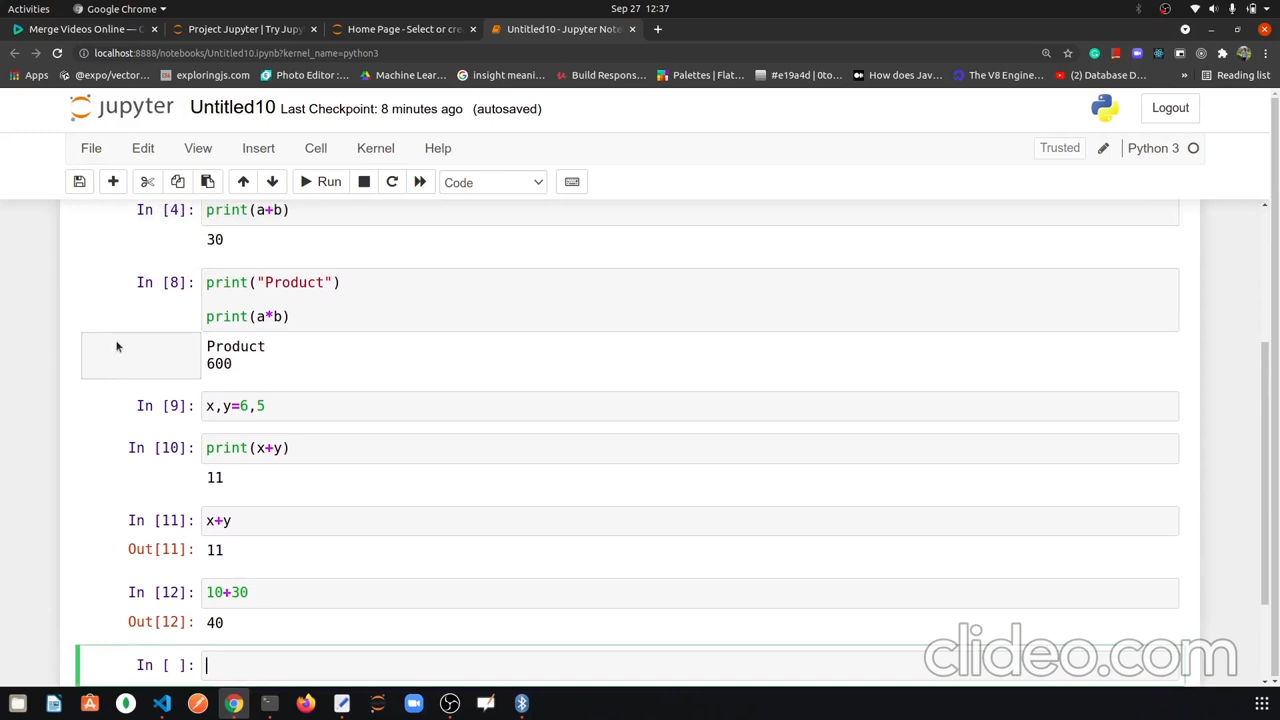 Activities Google Chrome Sep 27 12:37
Merge Videos Online — C Project Jupyter | Try Jupy Home Page - Select or cre Untitled10 - Jupyter Note
localhost:8888/notebooks/Untitled10.ipynb?kernel_name=python3
Apps @expo/vector... exploringjs.com Photo Editor :... Machine Lear... insight meani... Build Respons... Palettes | Flat... #e19a4d | 0to... How does Jav... The V8 Engine... (2) Database D... » Reading list
jupyter Untitled10 Last Checkpoint: 8 minutes ago (autosaved) Logout
File Edit View Insert Cell Kernel Help Trusted Python 3
Run Code
In [4]: print(a+b)
30
In [8]: print("Product")
print(a*b)
Product
600
In [9]: x,y=6,5
In [10]: print(x+y)
11
In [11]: x+y
Out[11]: 11
In [12]: 10+30
Out[12]: 40
In [ ]:
clideo.com